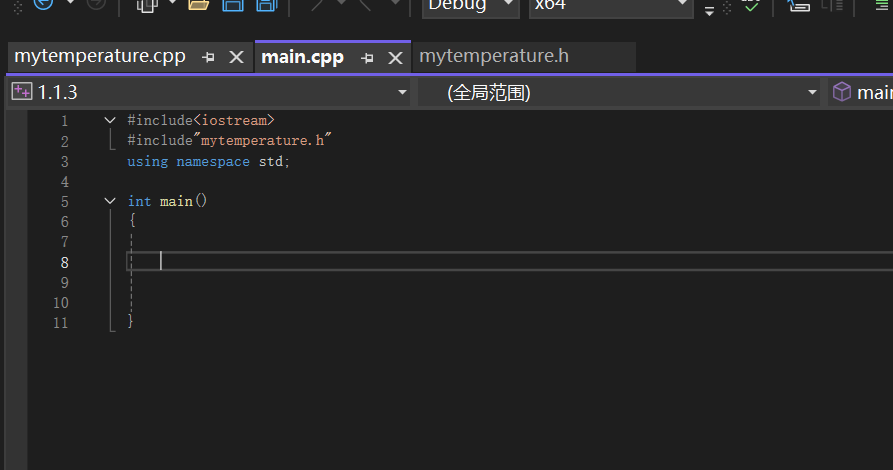 Debug x64
mytemperature.cpp main.cpp mytemperature.h
1.1.3 (全局范围) main
1 #include<iostream>
2 #include"mytemperature.h"
3 using namespace std;
4
5 int main()
6 {
7
8
9
10
11 }